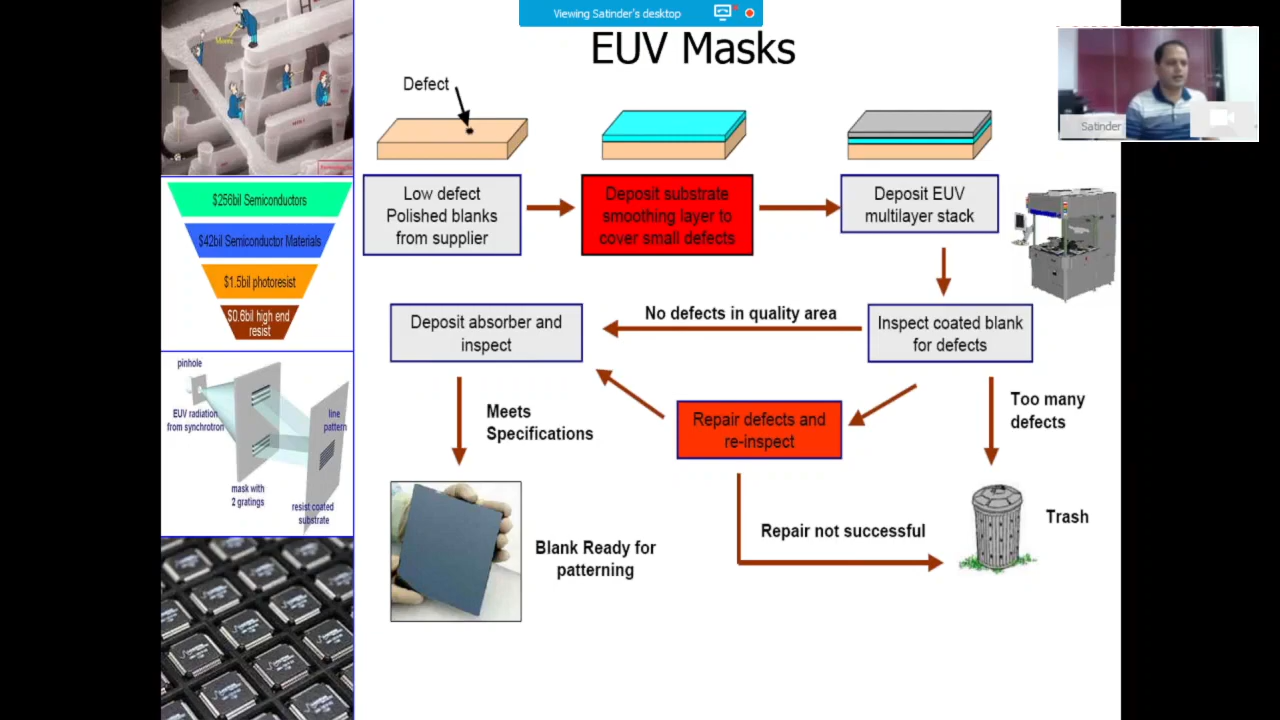 Viewing Satinder's desktop
EUV Masks
Defect
Low defect
Polished blanks
from supplier
Deposit substrate
smoothing layer to
cover small defects
Deposit EUV
multilayer stack
No defects in quality area
Deposit absorber and
inspect
Inspect coated blank
for defects
Meets
Specifications
Repair defects and
re-inspect
Too many
defects
Repair not successful
Trash
Blank Ready for
patterning
$256bil Semiconductors
$42bil Semiconductor Materials
$1.5bil photoresist
$0.6bil high end
resist
pinhole
EUV radiation
from synchrotron
line
pattern
mask with
2 gratings
resist coated
substrate
Satinder